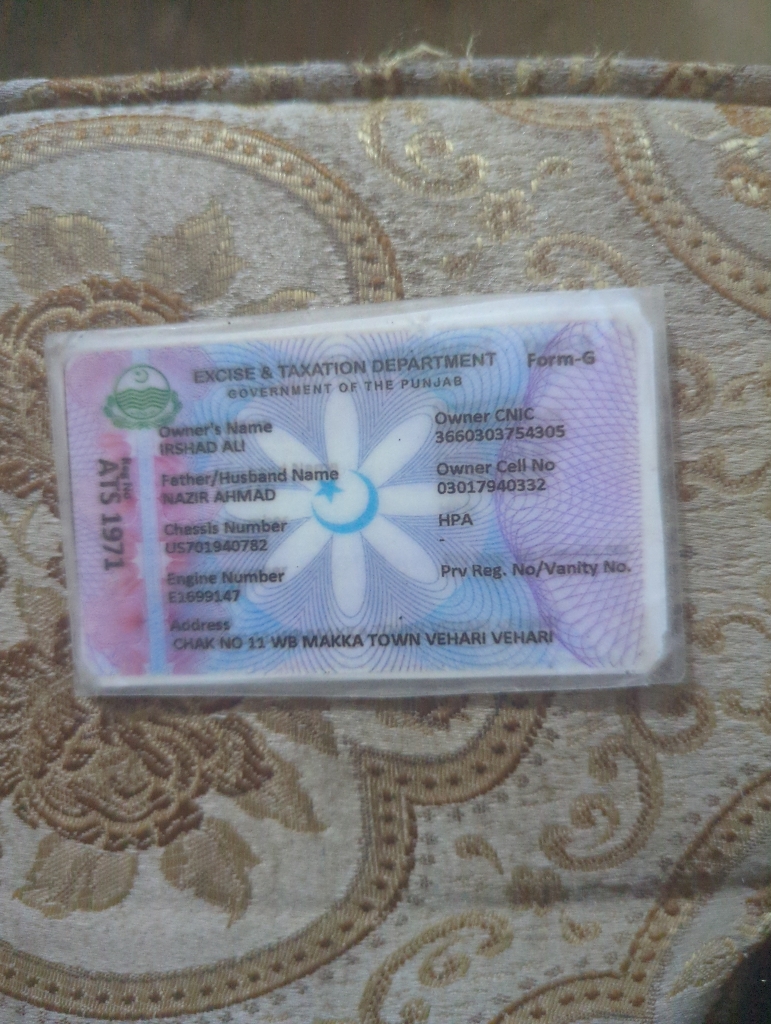 EXCISE & TAXATION DEPARTMENT Form-G
GOVERNMENT OF THE PUNJAB
Owner's Name
IRSHAD ALI
Father/Husband Name
NAZIR AHMAD
Chassis Number
US701940782
Engine Number
E1699147
Address
CHAK NO 11 WB MAKKA TOWN VEHARI VEHARI
Owner CNIC
3660303754305
Owner Cell No
03017940332
HPA
-
Prv Reg. No/Vanity No.
Reg No
ATS 1971